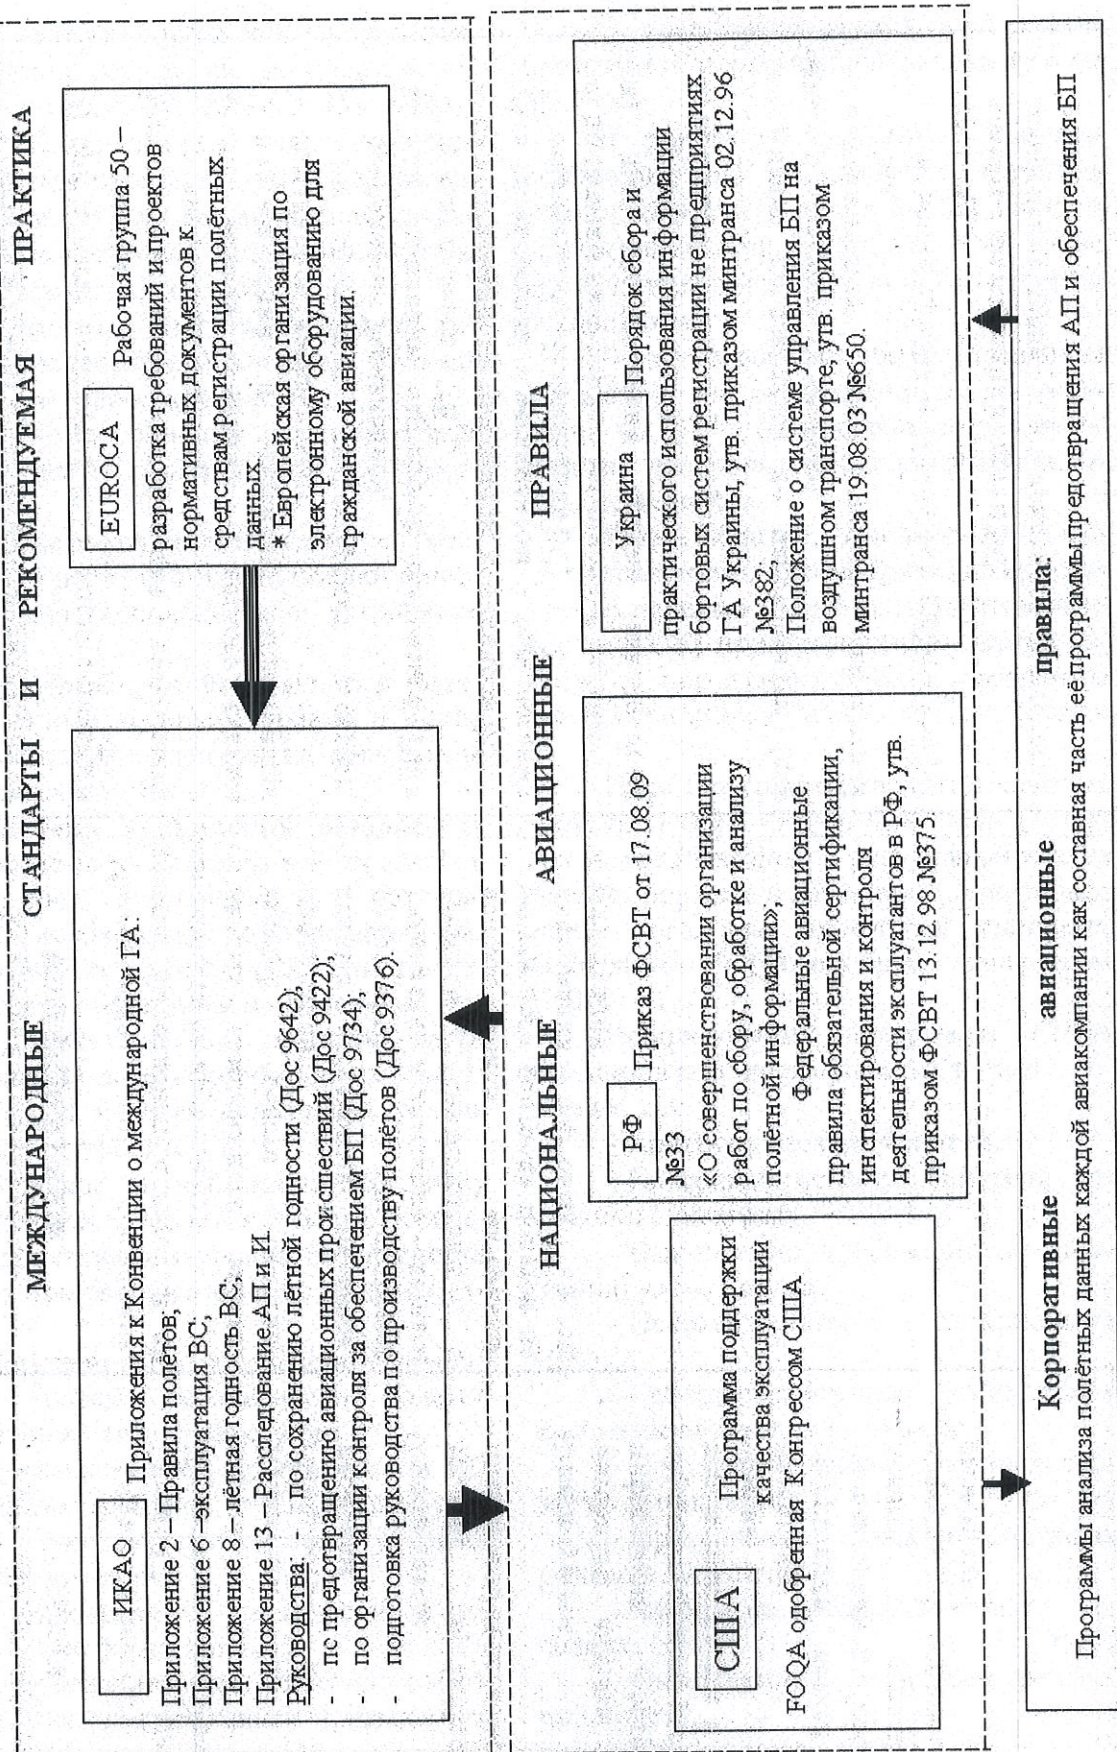 МЕЖДУНАРОДНЫЕ СТАНДАРТЫ И РЕКОМЕНДУЕМАЯ ПРАКТИКА
ИКАО Приложения к Конвенции о международной ГА:
Приложение 2 – Правила полётов;
Приложение 6 –эксплуатация ВС;
Приложение 8 – лётная годность ВС;
Приложение 13 – Расследование АП и И.
Руководства: - по сохранению лётной годности (Дос 9642);
- пс предотвращению авиационных происшествий (Дос 9422);
- по организации контроля за обеспечением БП (Дос 9734);
- подготовка руководства по производству полётов (Дос 9376).
EUROCA Рабочая группа 50 –
разработка требований и проектов
нормативных документов к
средствам регистрации полётных
данных.
* Европейская организация по
электронному оборудованию для
гражданской авиации.
НАЦИОНАЛЬНЫЕ АВИАЦИОННЫЕ ПРАВИЛА
США Программа поддержки
качества эксплуатации
FOQA одобренная Конгрессом США
РФ Приказ ФСВТ от 17.08.09
№33
«О совершенствовании организации
работ по сбору, обработке и анализу
полётной информации»;
Федеральные авиационные
правила обязательной сертификации,
инспектирования и контроля
деятельности эксплуатантов в РФ, утв.
приказом ФСВТ 13.12.98 №375.
Украина Порядок сбора и
практического использования информации
бортовых систем регистрации не предприятиях
ГА Украины, утв. приказом минтранса 02.12.96
№382;
Положение о системе управления БП на
воздушном транспорте, утв. приказом
минтранса 19.08.03 №650.
Корпоративные авиационные правила:
Программы анализа полётных данных каждой авиакомпании как составная часть её программы предотвращения АП и обеспечения БП